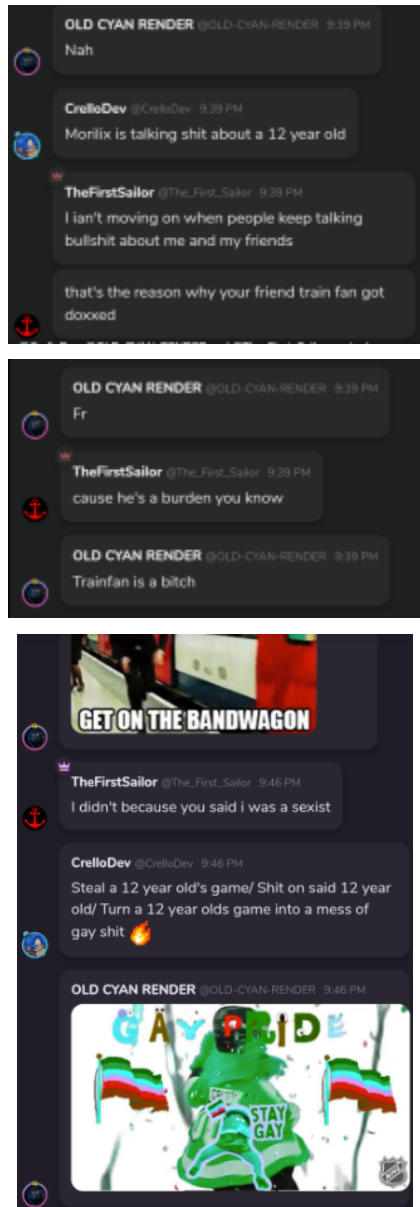 OLD CYAN RENDER @OLD-CYAN-RENDER 9:39 PM
Nah
CrelloDev @CrelloDev 9:39 PM
Morilix is talking shit about a 12 year old
TheFirstSailor @The_First_Sailor 9:39 PM
I ian't moving on when people keep talking
bullshit about me and my friends
that's the reason why your friend train fan got
doxxed
OLD CYAN RENDER @OLD-CYAN-RENDER 9:39 PM
Fr
TheFirstSailor @The_First_Sailor 9:39 PM
cause he's a burden you know
OLD CYAN RENDER @OLD-CYAN-RENDER 9:39 PM
Trainfan is a bitch
GET ON THE BANDWAGON
TheFirstSailor @The_First_Sailor 9:46 PM
I didn't because you said i was a sexist
CrelloDev @CrelloDev 9:46 PM
Steal a 12 year old's game/ Shit on said 12 year
old/ Turn a 12 year olds game into a mess of
gay shit 🔥
OLD CYAN RENDER @OLD-CYAN-RENDER 9:46 PM
GAY PRIDE
STAY
GAY